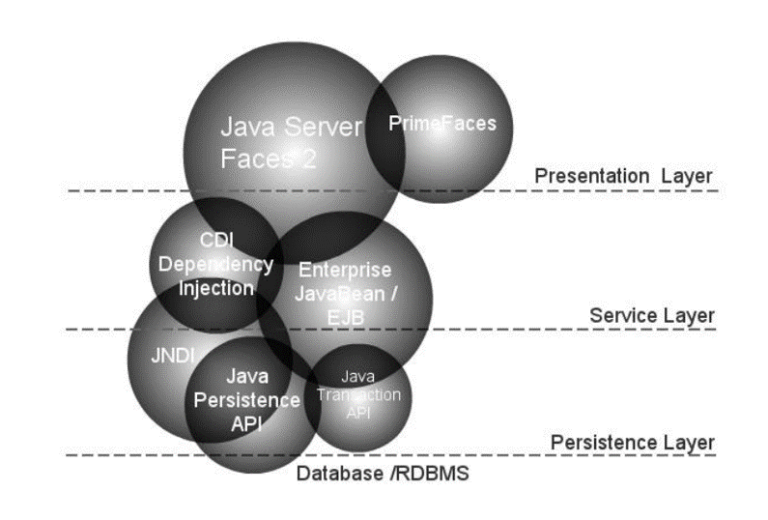 Java Server
Faces 2
PrimeFaces
Presentation Layer
CDI
Dependency
Injection
Enterprise
JavaBean /
EJB
Service Layer
JNDI
Java
Persistence
API
Java
Transaction
API
Persistence Layer
Database /RDBMS